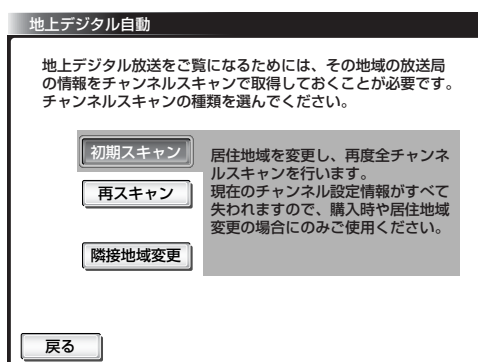 地上デジタル自動
地上デジタル放送をご覧になるためには、その地域の放送局
の情報をチャンネルスキャンで取得しておくことが必要です。
チャンネルスキャンの種類を選んでください。
初期スキャン
再スキャン
隣接地域変更
居住地域を変更し、再度全チャンネ
ルスキャンを行います。
現在のチャンネル設定情報がすべて
失われますので、購入時や居住地域
変更の場合にのみご使用ください。
戻る